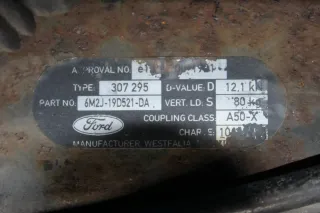 APPROVAL NO e1
TYPE 307 295 D-VALUE D 12.1 k
PART NO. 6M2J-19D521-DA VERT. LD. S 80 kg
Ford COUPLING CLASS: A50-X
CHAR. S.
MANUFACTURER: WESTFALIA